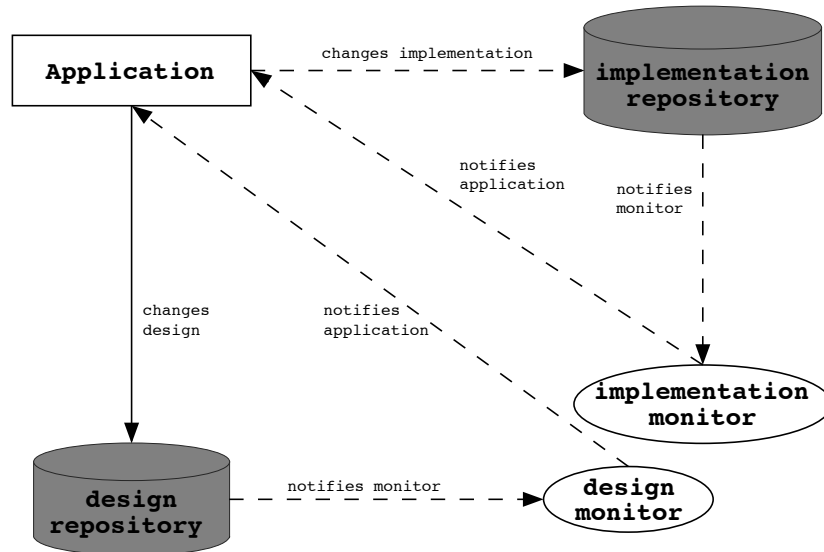 Application
changes implementation
implementation
repository
notifies
application
notifies
monitor
changes
design
notifies
application
implementation
monitor
design
repository
notifies monitor
design
monitor